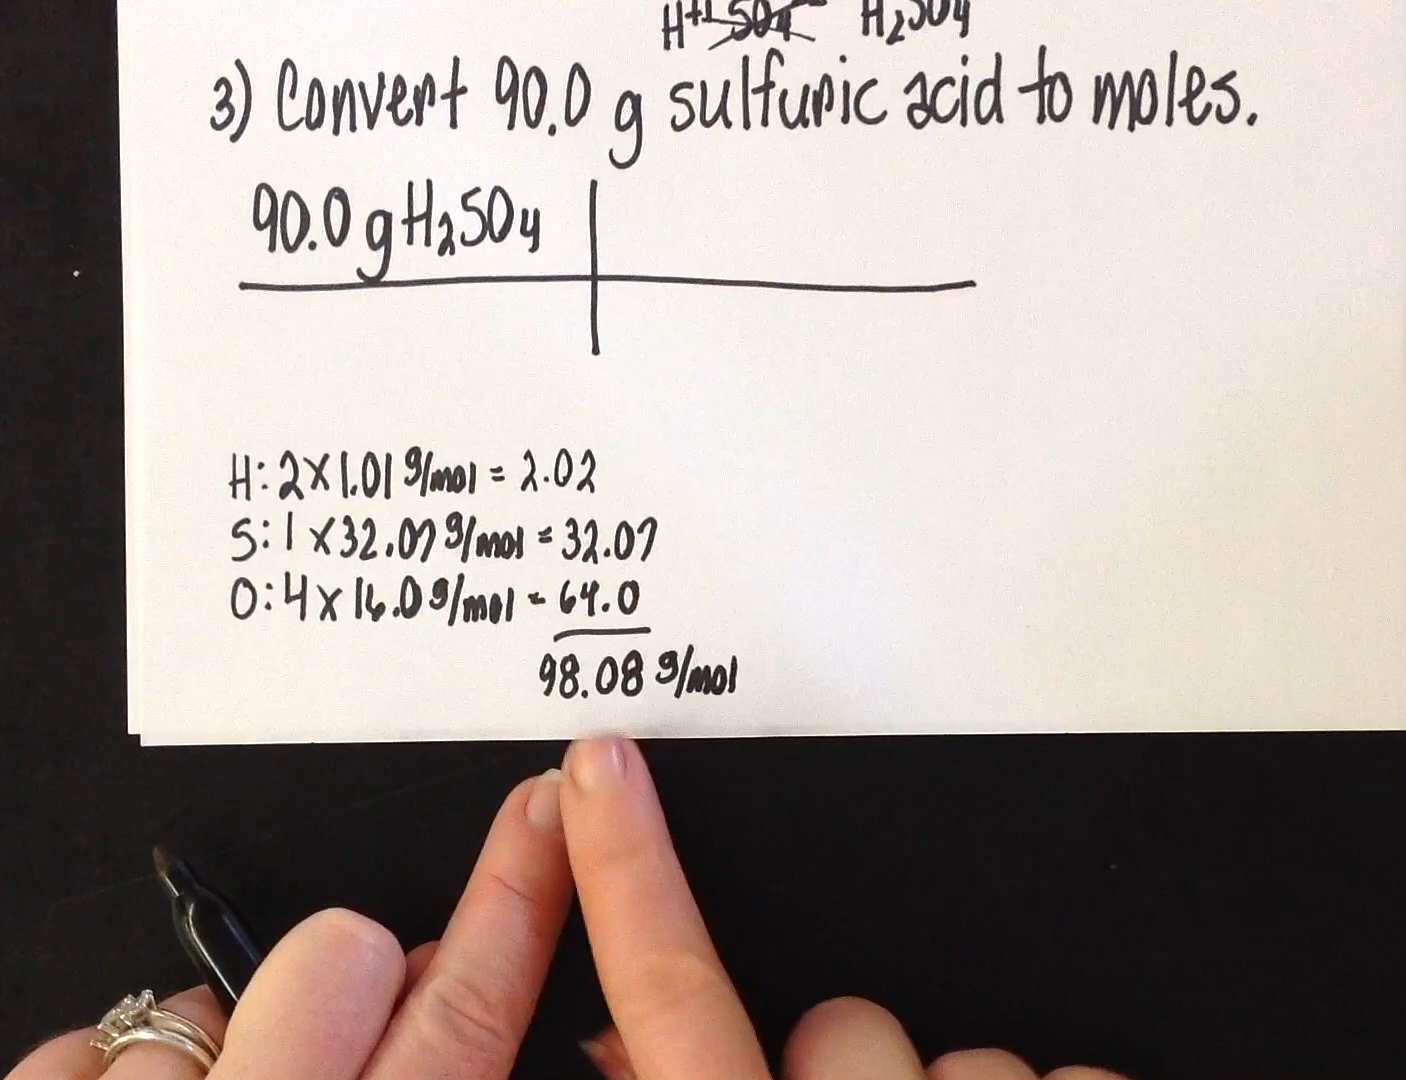 H⁺¹ SO₄⁻ H₂SO₄
3) Convert 90.0 g sulfuric acid to moles.
90.0 g H₂SO₄
H: 2 X 1.01 g/mol = 2.02
S: 1 X 32.07 g/mol = 32.07
O: 4 X 16.0 g/mol = 64.0
98.08 g/mol